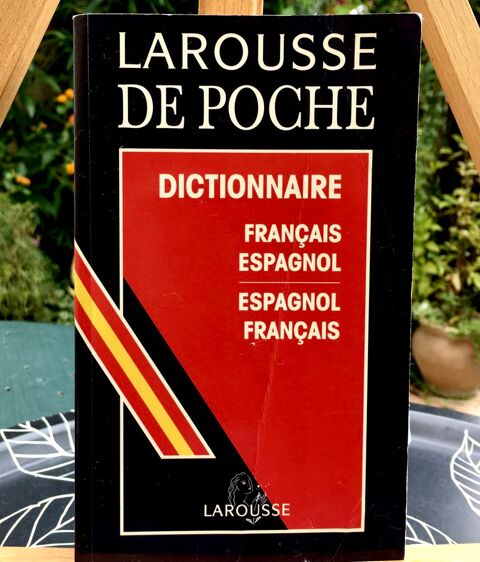 LAROUSSE
DE POCHE
DICTIONNAIRE
FRANÇAIS
ESPAGNOL
ESPAGNOL
FRANÇAIS
LAROUSSE